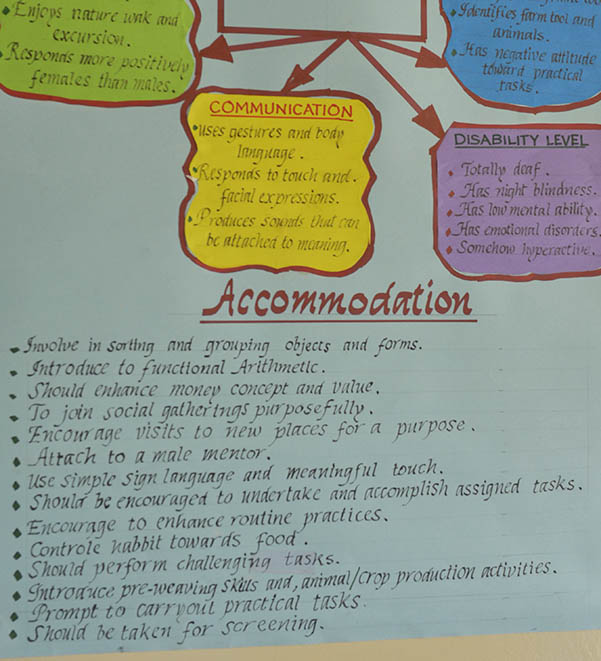 Enjoys nature walk and
excursion.
Responds more positively
females than males.
Identifies farm tool and
animals.
Has negative attitude
toward practical
tasks.
COMMUNICATION
Uses gestures and body
language.
Responds to touch and
facial expressions.
Produces sounds that can
be attached to meaning.
DISABILITY LEVEL
Totally deaf.
Has night blindness.
Has low mental ability.
Has emotional disorders.
Somehow hyperactive.
Accommodation
Involve in sorting and grouping objects and forms.
Introduce to functional Arithmetic.
Should enhance money concept and value.
To join social gatherings purposefully.
Encourage visits to new places for a purpose.
Attach to a male mentor.
Use simple sign language and meaningful touch.
Should be encouraged to undertake and accomplish assigned tasks.
Encourage to enhance routine practices.
Controle habbit towards food.
Should perform challenging tasks.
Introduce pre-weaving skills and, animal/crop production activities.
Prompt to carryout practical tasks.
Should be taken for screening.